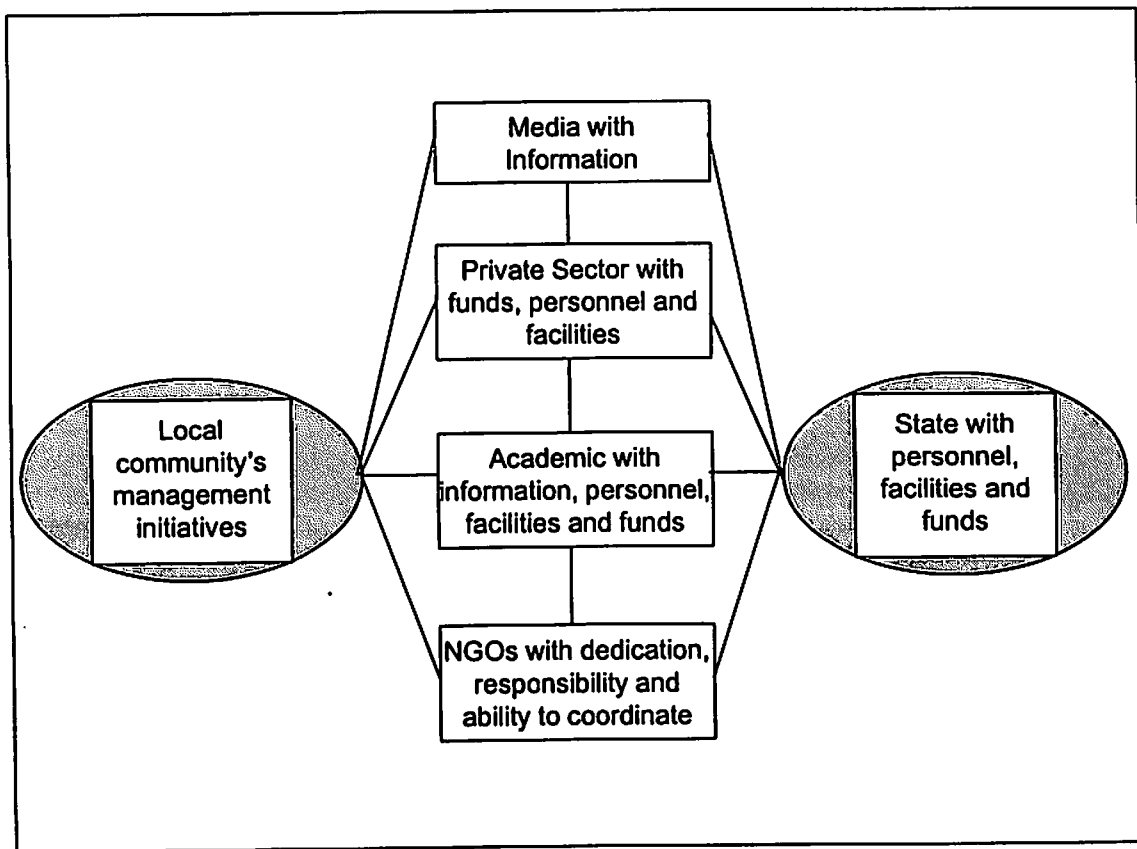 Media with
Information
Private Sector with
funds, personnel and
facilities
Local
community's
management
initiatives
Academic with
information, personnel,
facilities and funds
State with
personnel,
facilities and
funds
NGOs with dedication,
responsibility and
ability to coordinate